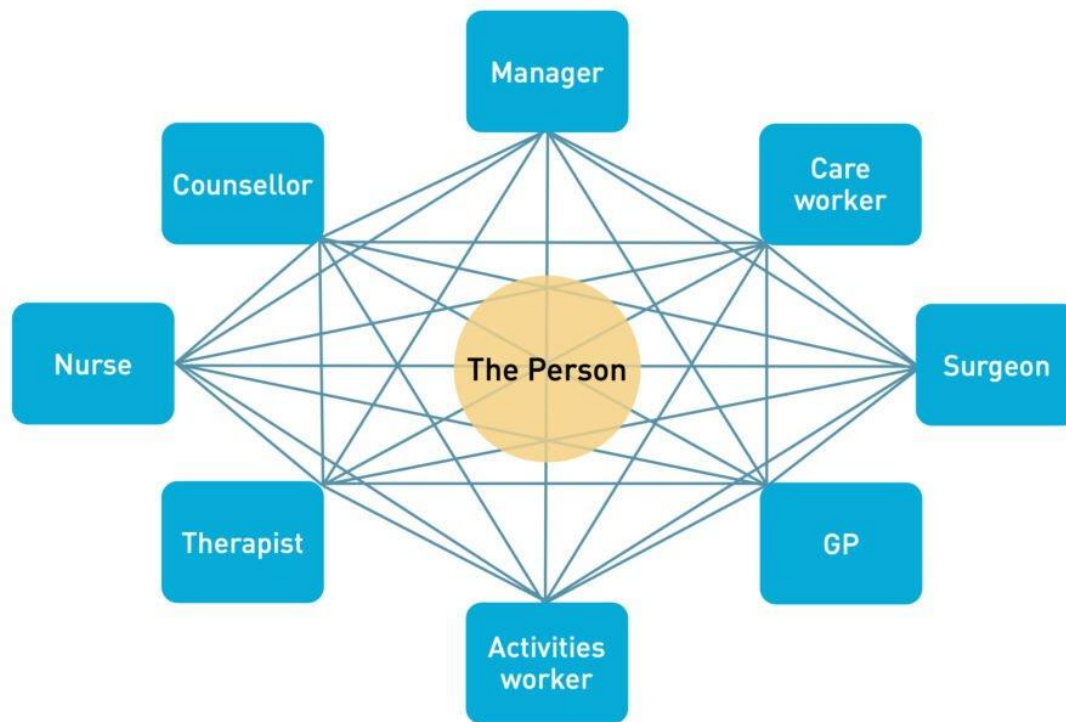 Manager
Counsellor
Care
worker
Nurse
The Person
Surgeon
Therapist
GP
Activities
worker